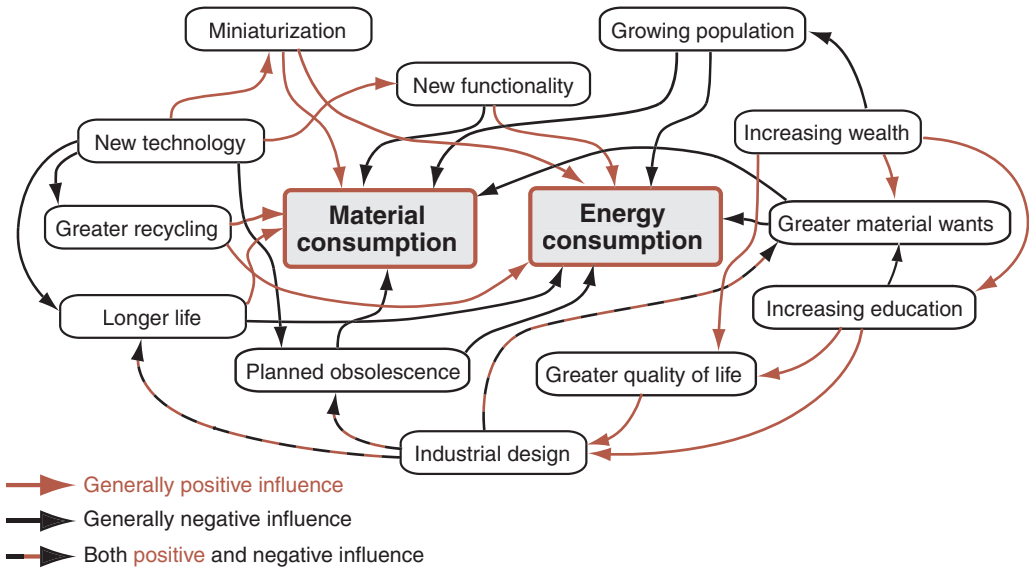 Miniaturization
Growing population
New functionality
New technology
Increasing wealth
Greater recycling
Material
consumption
Energy
consumption
Greater material wants
Longer life
Increasing education
Planned obsolescence
Greater quality of life
Industrial design
Generally positive influence
Generally negative influence
Both positive and negative influence